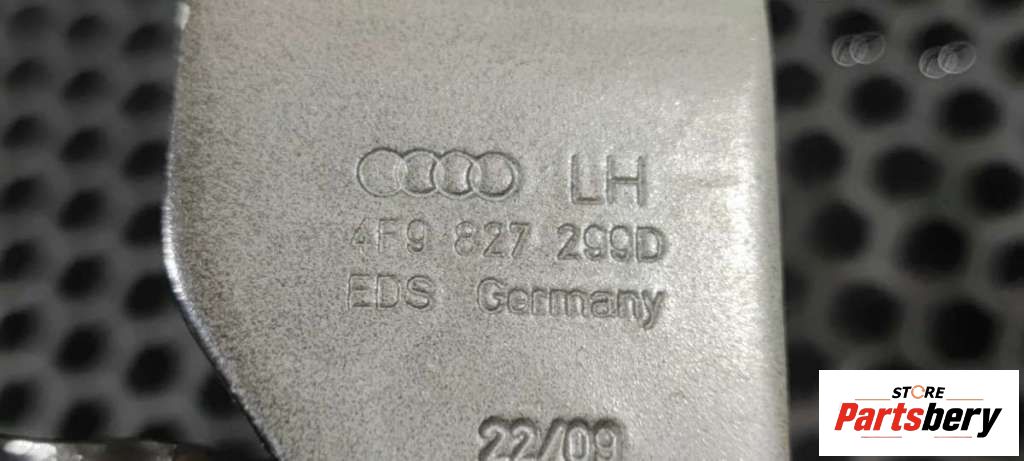 LH
4F9 827 299D
EDS Germany
22/09
STORE
Partsbery